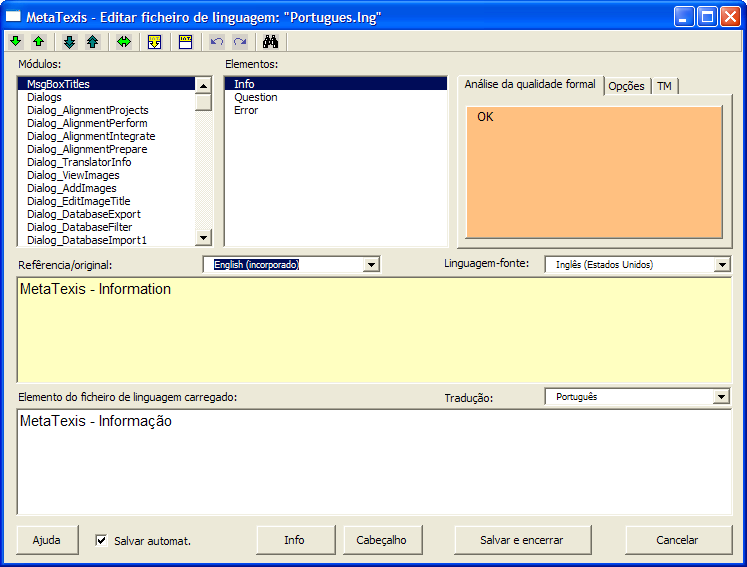 MetaTexis - Editar ficheiro de linguagem: "Portugues.lng"
Módulos:
Elementos:
MsgBoxTitles
Dialogs
Dialog_AlignmentProjects
Dialog_AlignmentPerform
Dialog_AlignmentIntegrate
Dialog_AlignmentPrepare
Dialog_TranslatorInfo
Dialog_ViewImages
Dialog_AddImages
Dialog_EditImageTitle
Dialog_DatabaseExport
Dialog_DatabaseFilter
Dialog_DatabaseImport1
Info
Question
Error
Análise da qualidade formal
Opções
TM
OK
Refêrencia/original:
English (incorporado)
Linguagem-fonte:
Inglês (Estados Unidos)
MetaTexis - Information
Elemento do ficheiro de linguagem carregado:
Tradução:
Português
MetaTexis - Informação
Ajuda
Salvar automat.
Info
Cabeçalho
Salvar e encerrar
Cancelar